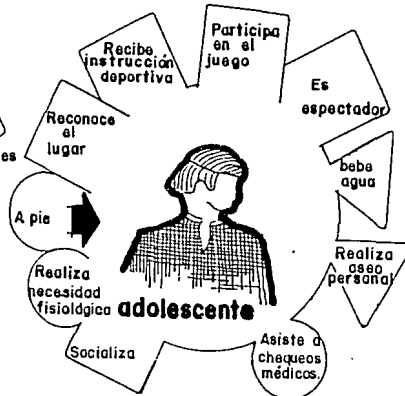 Participa
en el
juego
Recibe
instrucción
deportiva
Es
espectador
Reconoce
el
lugar
es
bebe
agua
A pie
Realiza
aseo
personal
Realiza
necesidad
fisiológica
adolescente
Socializa
Asiste a
chequeos
médicos.